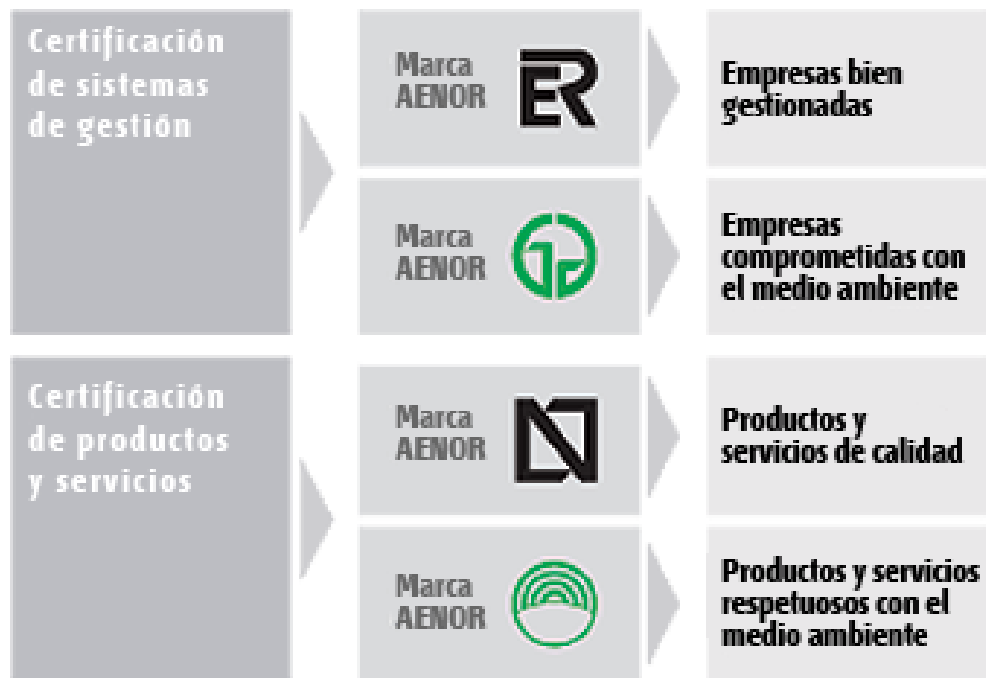 Certificación
de sistemas
de gestión
Marca
AENOR
ER
Empresas bien
gestionadas
Marca
AENOR
Empresas
comprometidas con
el medio ambiente
Certificación
de productos
y servicios
Marca
AENOR
N
Productos y
servicios de calidad
Marca
AENOR
Productos y servicios
respetuosos con el
medio ambiente